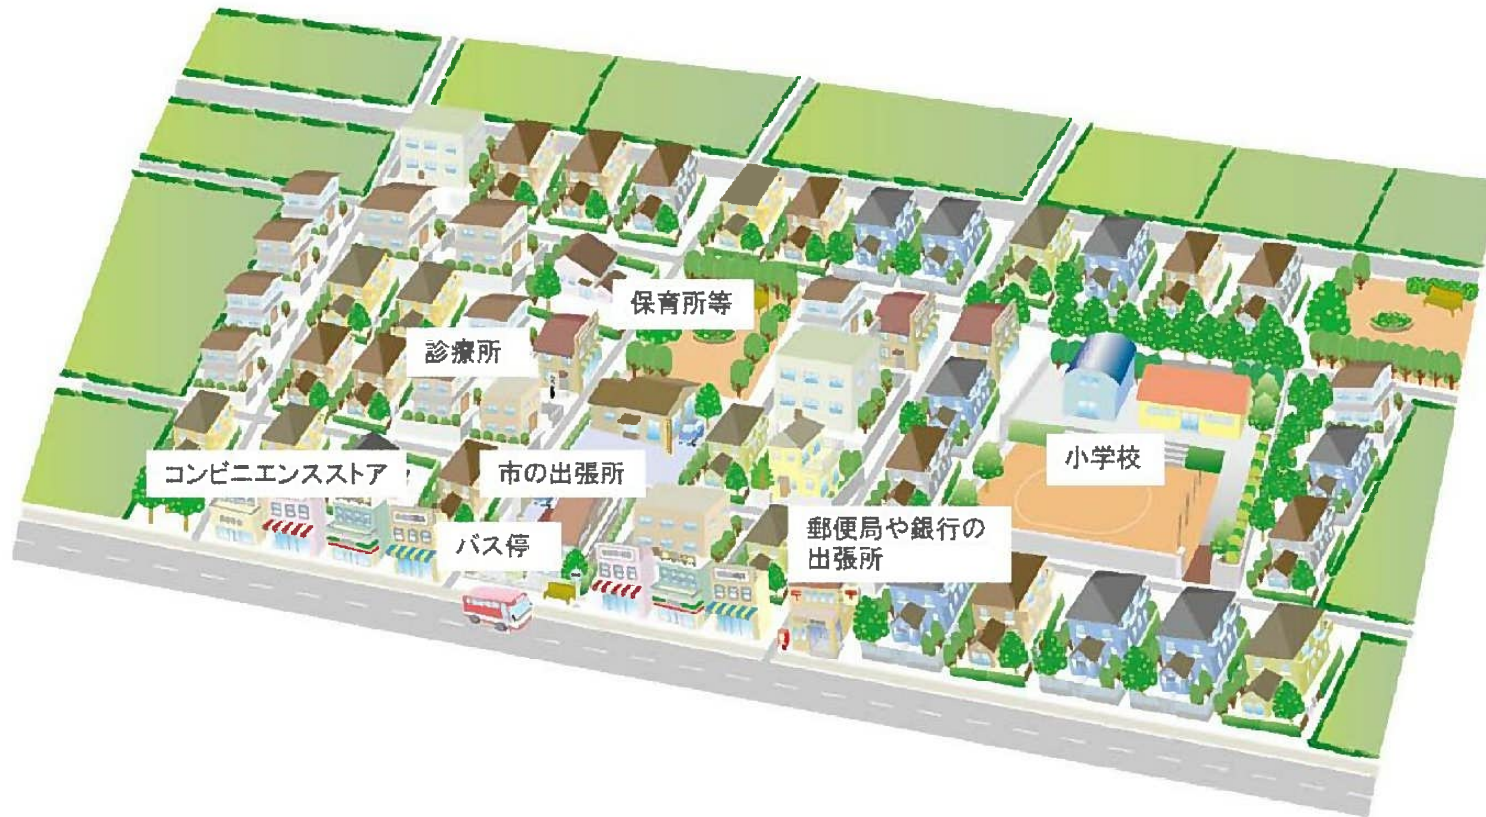 保育所等
診療所
小学校
コンビニエンスストア
市の出張所
郵便局や銀行の
出張所
バス停